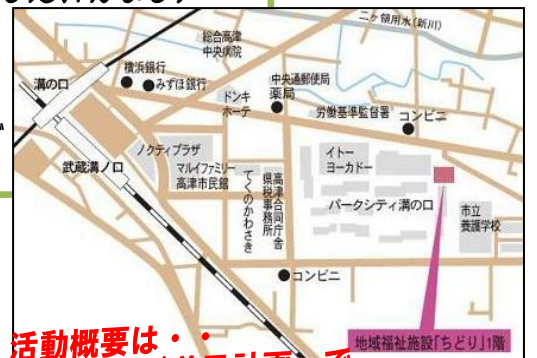 二ヶ領用水(新川)
総合高津
中央病院
横浜銀行
みずほ銀行
溝の口
ドンキ
ホーテ
中央通郵便局
薬局
労働基準監督署
コンビニ
ノクティプラザ
マルイファミリー
高津市民館
武蔵溝ノ口
てくのかわさき
高津合同庁舎
県税事務所
イトー
ヨーカドー
パークシティ溝の口
市立
養護学校
コンビニ
地域福祉施設「ちどり」1階
活動概要は・・